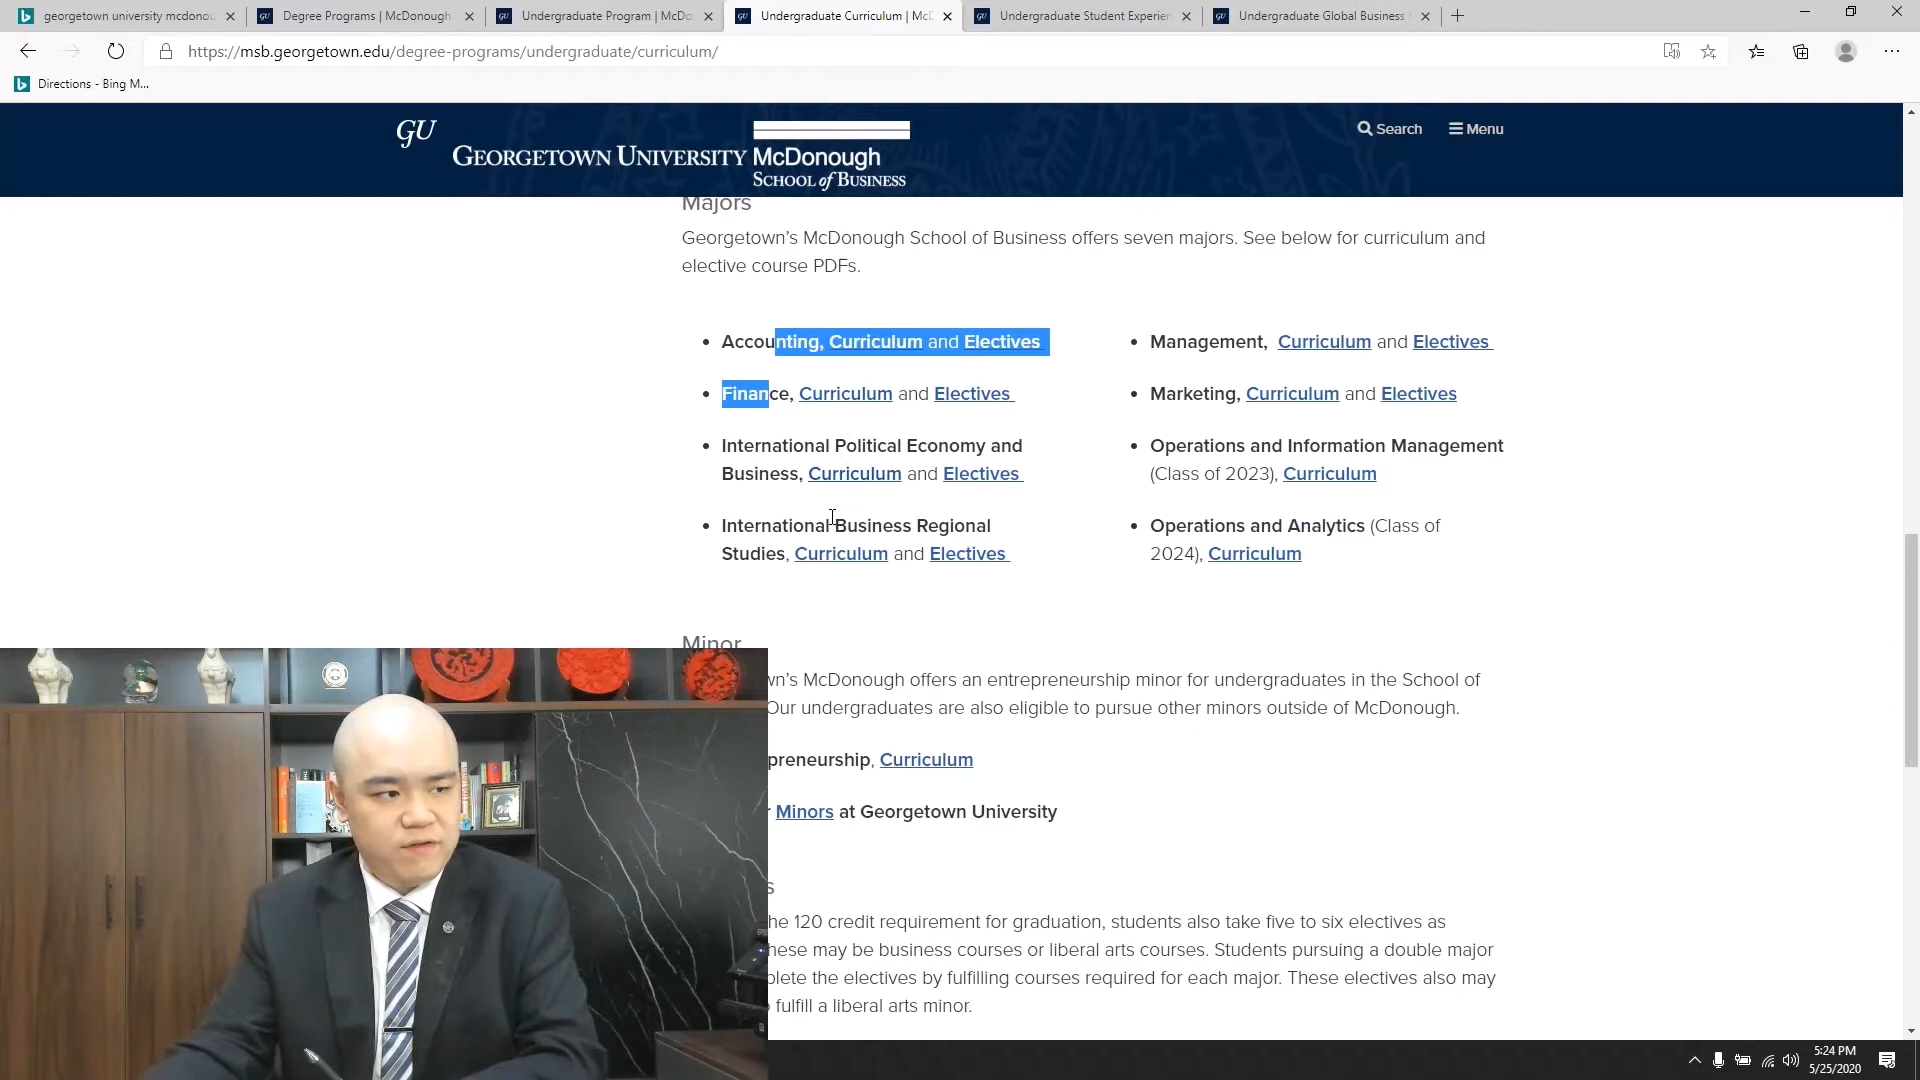 georgetown university mcdonou
Degree Programs | McDonough
Undergraduate Program | McDo
Undergraduate Curriculum | McD
Undergraduate Student Experien
Undergraduate Global Business
https://msb.georgetown.edu/degree-programs/undergraduate/curriculum/
Directions - Bing M...
GU
GEORGETOWN UNIVERSITY
McDonough
SCHOOL of BUSINESS
Search
Menu
Majors
Georgetown’s McDonough School of Business offers seven majors. See below for curriculum and
elective course PDFs.
Accounting, Curriculum and Electives
Finance, Curriculum and Electives
International Political Economy and
Business, Curriculum and Electives
International Business Regional
Studies, Curriculum and Electives
Management, Curriculum and Electives
Marketing, Curriculum and Electives
Operations and Information Management
(Class of 2023), Curriculum
Operations and Analytics (Class of
2024), Curriculum
Minor
wn’s McDonough offers an entrepreneurship minor for undergraduates in the School of
Our undergraduates are also eligible to pursue other minors outside of McDonough.
preneurship, Curriculum
r Minors at Georgetown University
s
he 120 credit requirement for graduation, students also take five to six electives as
hese may be business courses or liberal arts courses. Students pursuing a double major
plete the electives by fulfilling courses required for each major. These electives also may
fulfill a liberal arts minor.
5:24 PM
5/25/2020